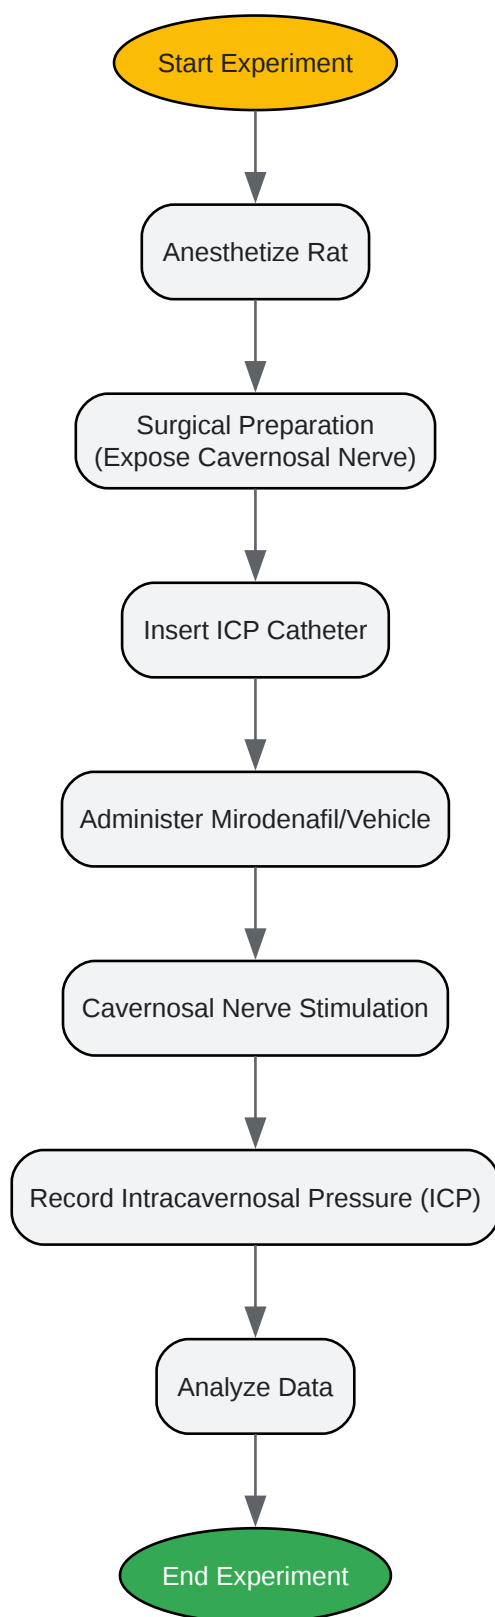 Start Experiment
Anesthetize Rat
Surgical Preparation
(Expose Cavernosal Nerve)
Insert ICP Catheter
Administer Mirodenafil/Vehicle
Cavernosal Nerve Stimulation
Record Intracavernosal Pressure (ICP)
Analyze Data
End Experiment